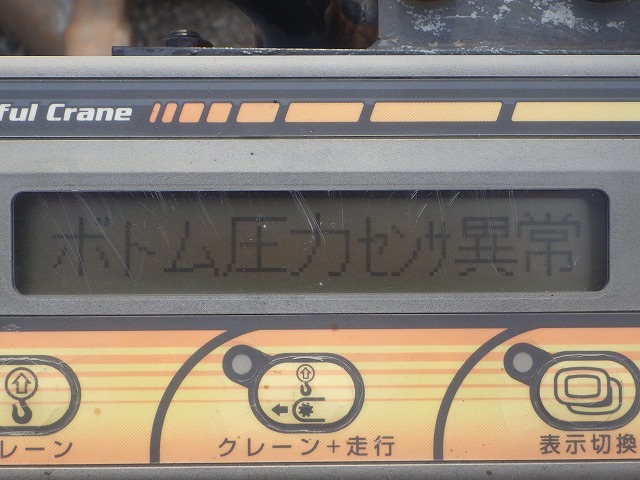 ful Crane
ボトム圧力センサ異常
レーン
クレーン+走行
表示切換